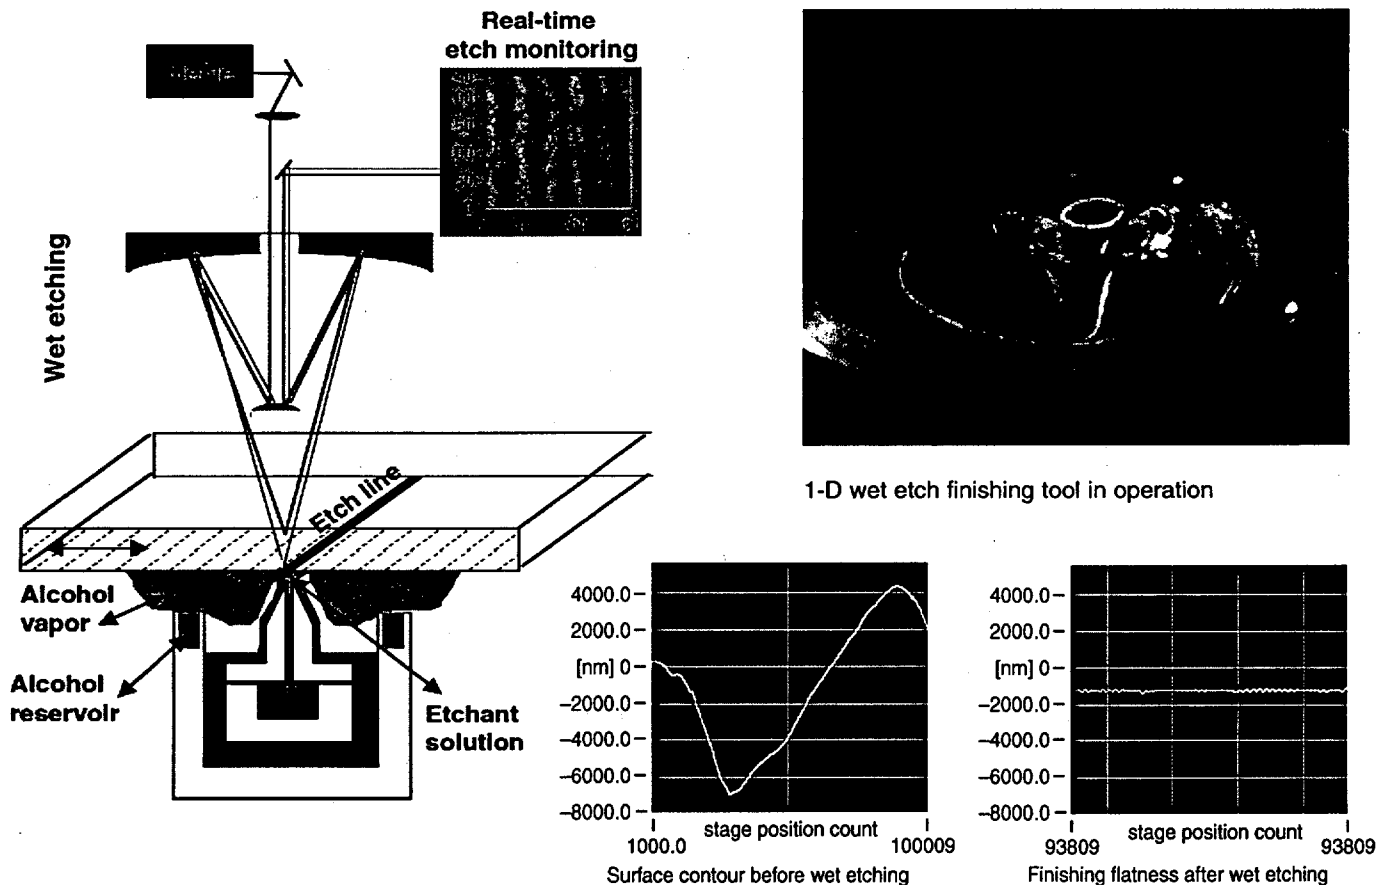 Real-time
etch monitoring
Wet etching
Etch line
Alcohol
vapor
Alcohol
reservoir
Etchant
solution
1-D wet etch finishing tool in operation
4000.0
2000.0
[nm] 0
−2000.0
−4000.0
−6000.0
−8000.0
stage position count
1000.0
100009
Surface contour before wet etching
4000.0
2000.0
[nm] 0
−2000.0
−4000.0
−6000.0
−8000.0
stage position count
93809
93809
Finishing flatness after wet etching